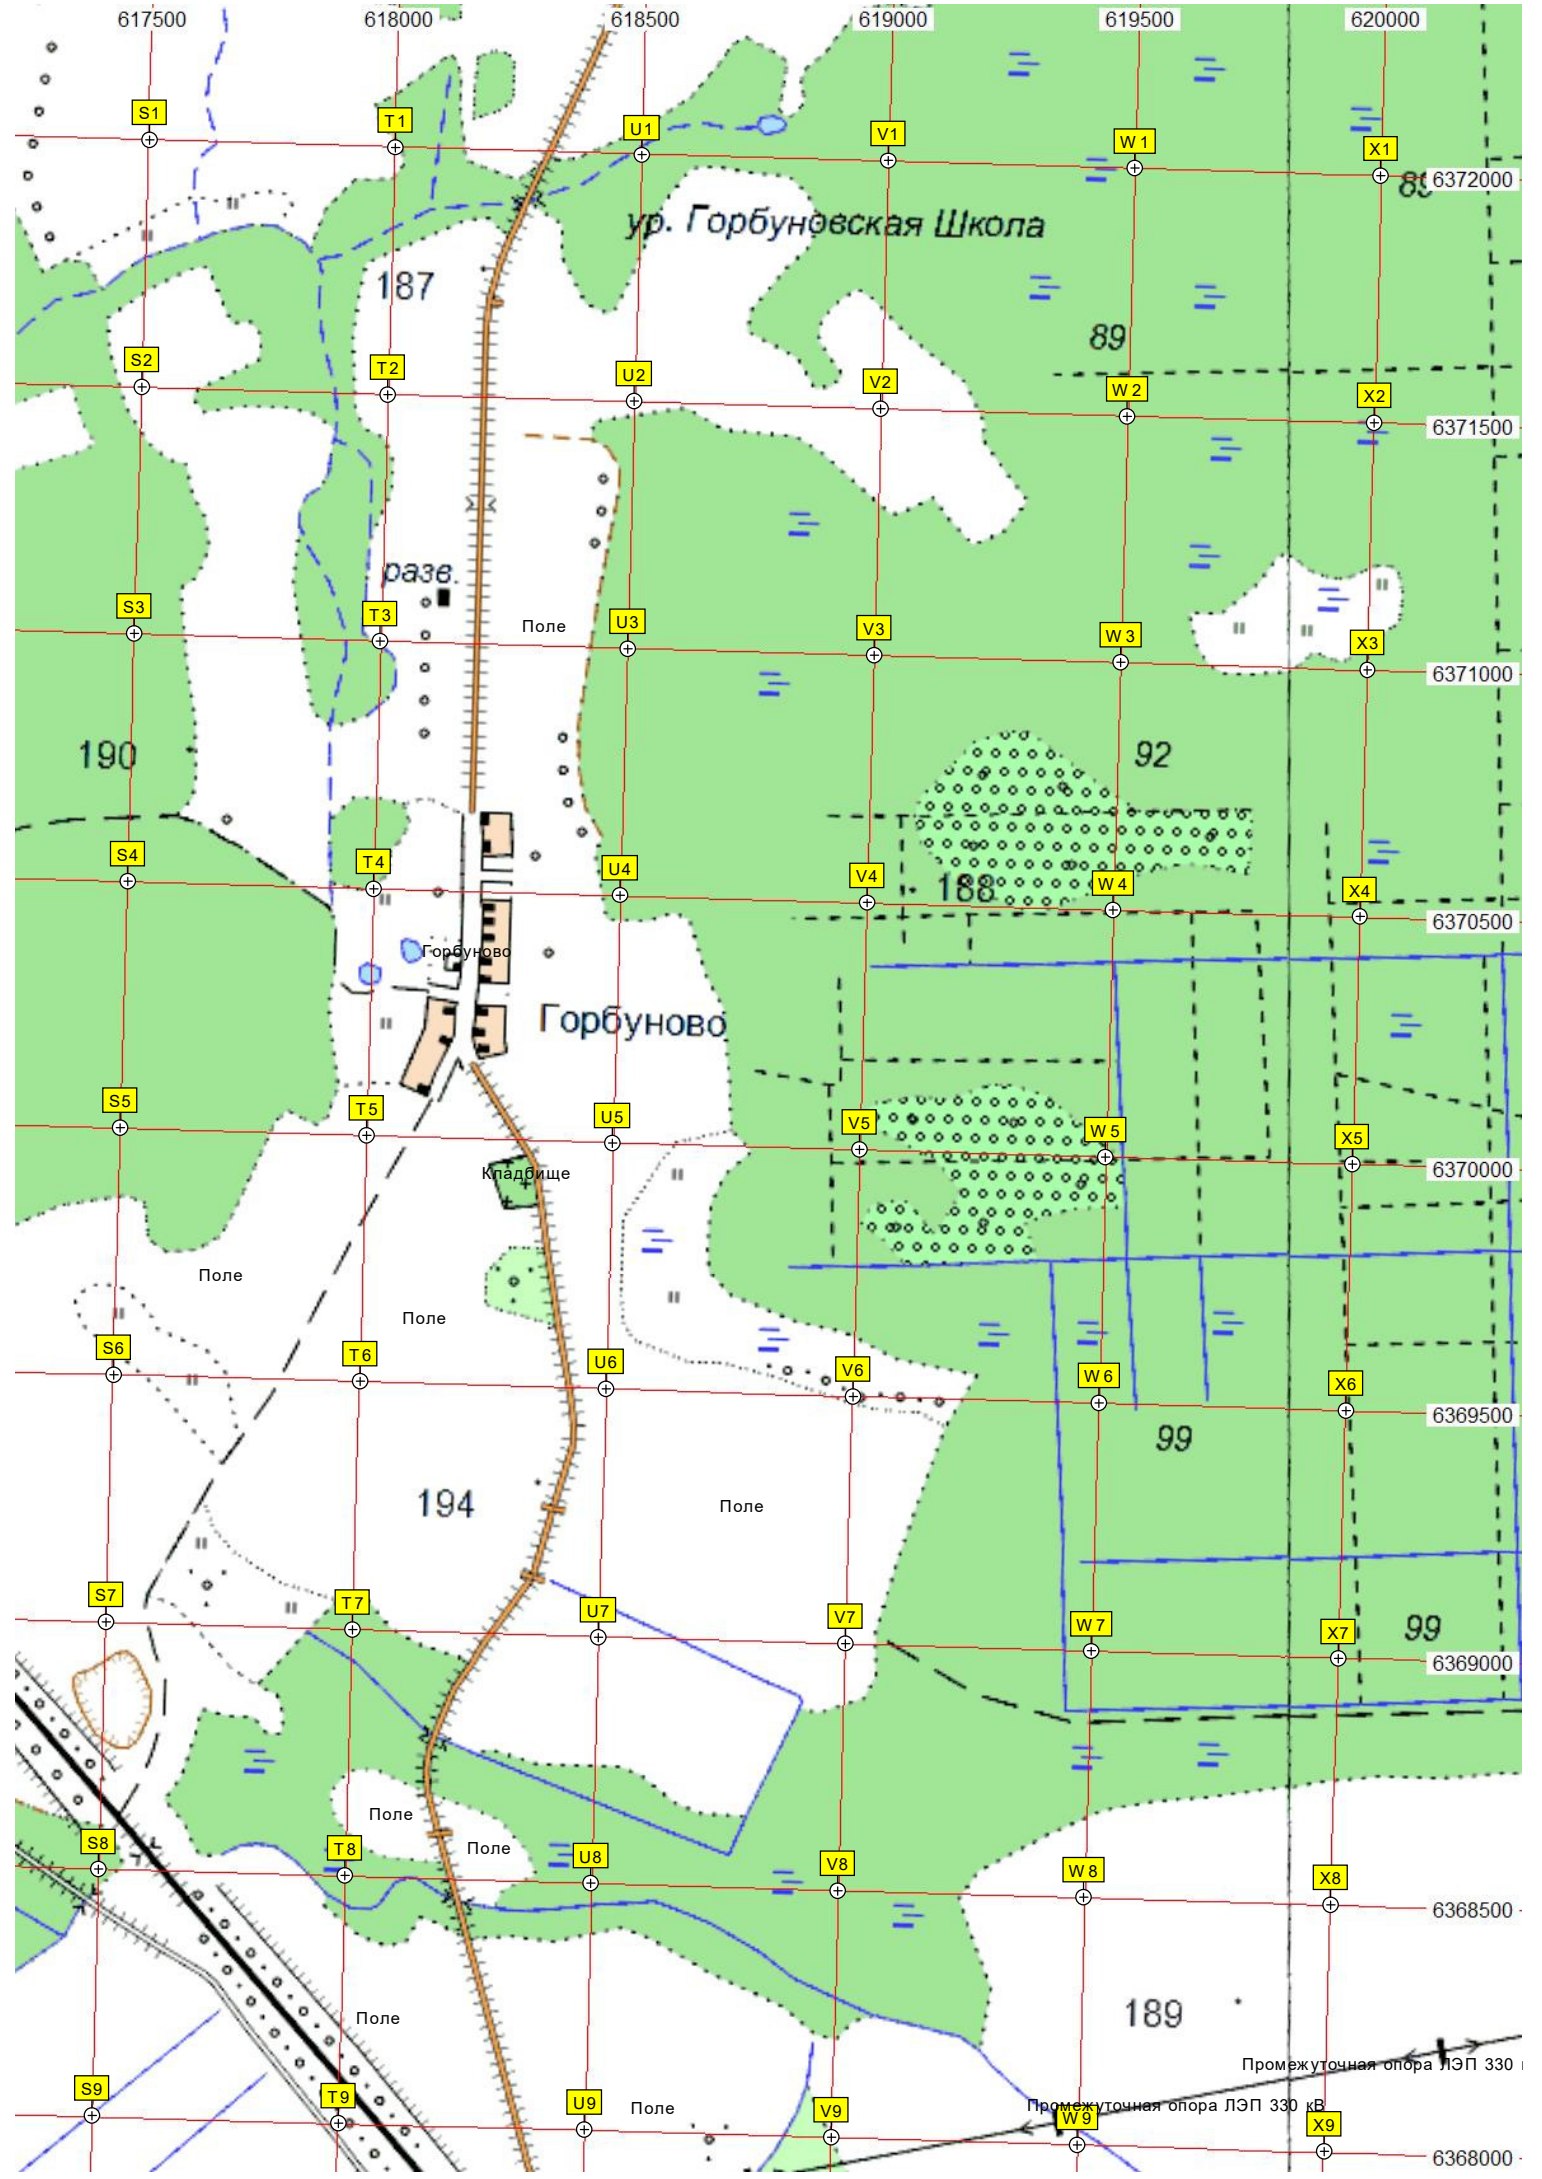 617500 618000 618500 619000 619500 620000
S1 T1 U1 V1 W1 X1
6372000
ур. Горбуновская Школа
187
89
S2 T2 U2 V2 W2 X2
6371500
разв.
S3 T3 Поле U3 V3 W3 X3
6371000
190
92
S4 T4 U4 V4 188 W4 X4
6370500
Горбуново
Горбуново
S5 T5 U5 V5 W5 X5
6370000
Кладбище
Поле
Поле
S6 T6 U6 V6 W6 X6
6369500
99
194
Поле
S7 T7 U7 V7 W7 X7
99
6369000
Поле
Поле
S8 T8 U8 V8 W8 X8
6368500
189
Поле
Промежуточная опора ЛЭП 330
Промежуточная опора ЛЭП 330 кВ
S9 T9 U9 Поле V9 W9 X9
6368000